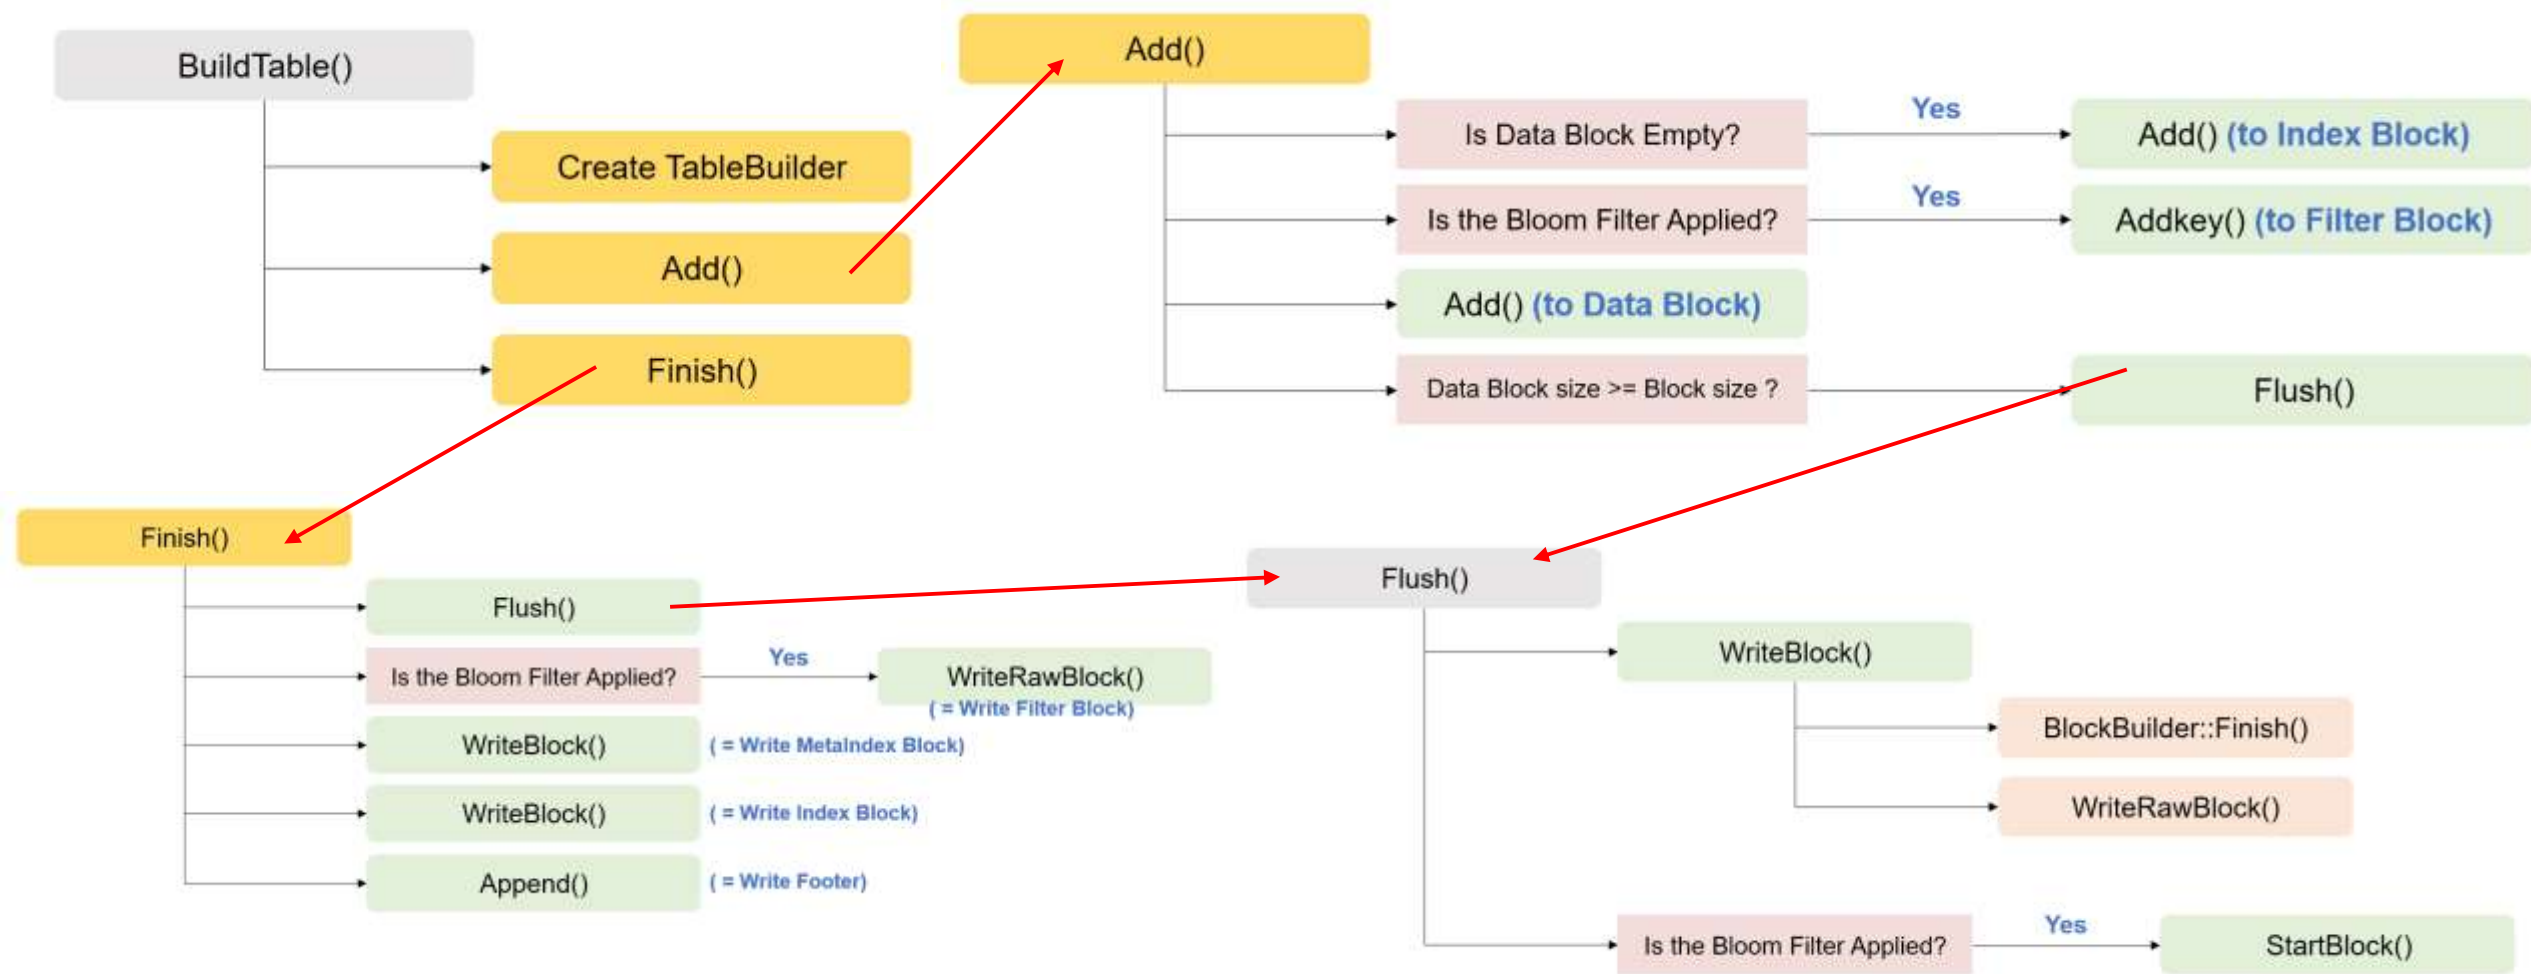 BuildTable()
Create TableBuilder
Add()
Finish()
Add()
Is Data Block Empty?
Yes
Add() (to Index Block)
Is the Bloom Filter Applied?
Yes
Addkey() (to Filter Block)
Add() (to Data Block)
Data Block size >= Block size ?
Flush()
Finish()
Flush()
Is the Bloom Filter Applied?
Yes
WriteRawBlock()
( = Write Filter Block)
WriteBlock()
( = Write MetaIndex Block)
WriteBlock()
( = Write Index Block)
Append()
( = Write Footer)
Flush()
WriteBlock()
BlockBuilder::Finish()
WriteRawBlock()
Is the Bloom Filter Applied?
Yes
StartBlock()